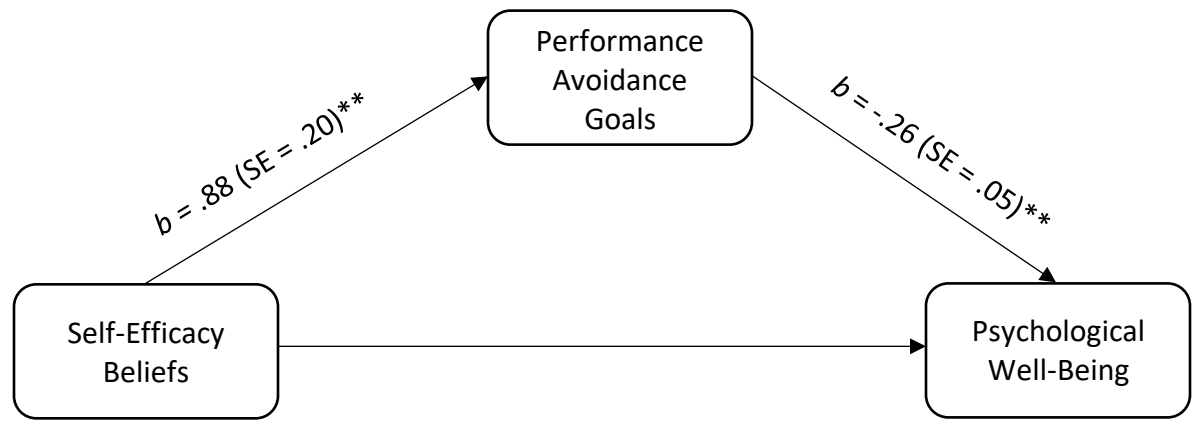 Performance
Avoidance
Goals
b = .88 (SE = .20)**
b = -.26 (SE = .05)**
Self-Efficacy
Beliefs
Psychological
Well-Being